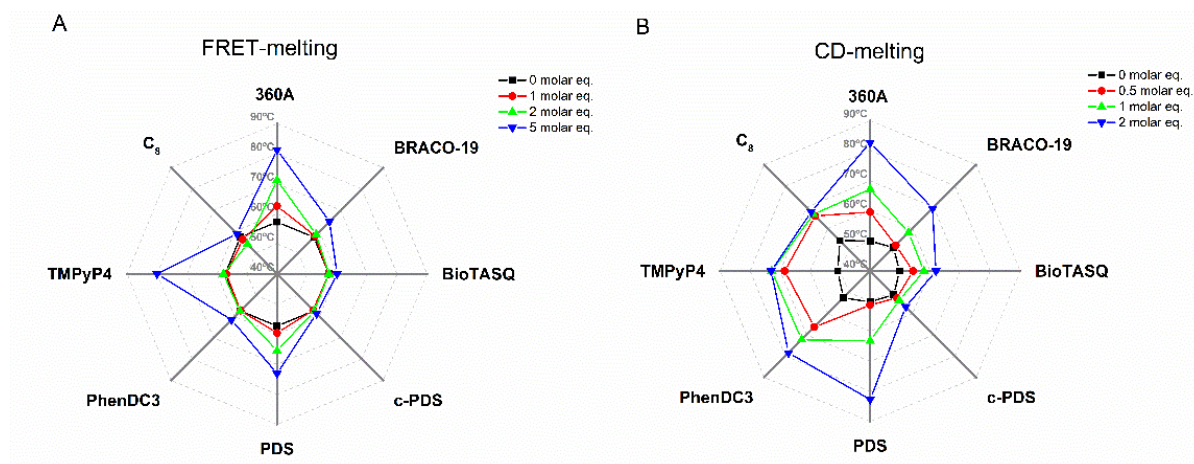 A
FRET-melting
0 molar eq.
1 molar eq.
2 molar eq.
5 molar eq.
360A
90°C
80°C
70°C
60°C
50°C
40°C
C8
BRACO-19
TMPyP4
BioTASQ
PhenDC3
c-PDS
PDS
B
CD-melting
0 molar eq.
0.5 molar eq.
1 molar eq.
2 molar eq.
360A
90°C
80°C
70°C
60°C
50°C
40°C
C8
BRACO-19
TMPyP4
BioTASQ
PhenDC3
c-PDS
PDS